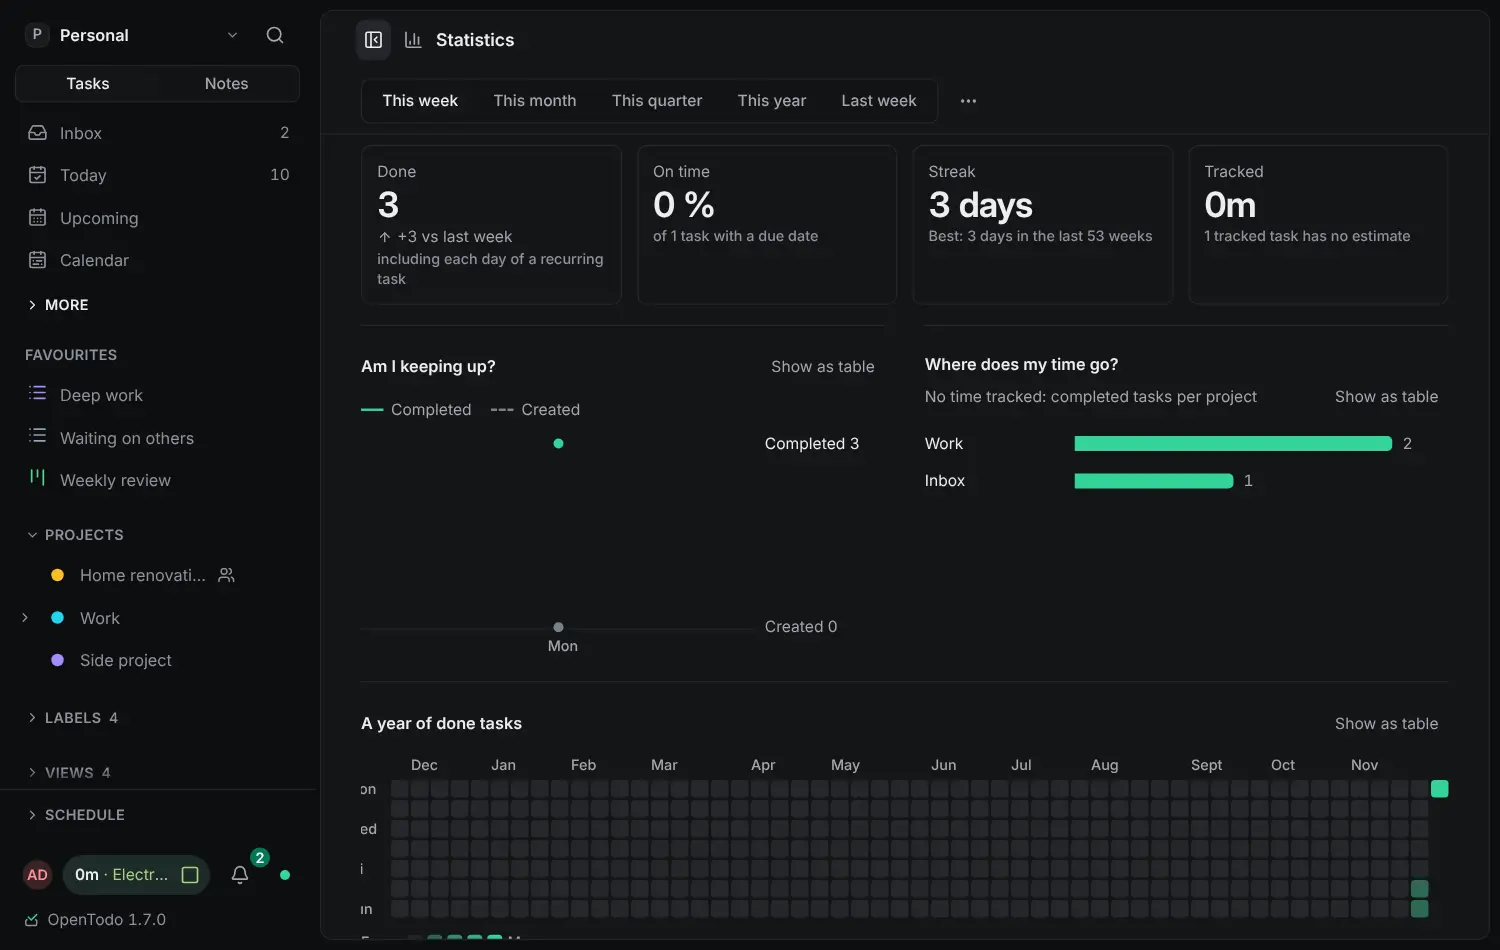 P Personal
Tasks Notes
Inbox 2
Today 10
Upcoming
Calendar
MORE
FAVOURITES
Deep work
Waiting on others
Weekly review
PROJECTS
Home renovati...
Work
Side project
LABELS 4
VIEWS 4
SCHEDULE
AD 0m · Electr... 2
OpenTodo 1.7.0
Statistics
This week This month This quarter This year Last week
Done
3
+3 vs last week
including each day of a recurring
task
On time
0 %
of 1 task with a due date
Streak
3 days
Best: 3 days in the last 53 weeks
Tracked
0m
1 tracked task has no estimate
Am I keeping up? Show as table
Completed Created
Completed 3
Created 0
Mon
Where does my time go?
No time tracked: completed tasks per project Show as table
Work 2
Inbox 1
A year of done tasks Show as table
Dec Jan Feb Mar Apr May Jun Jul Aug Sept Oct Nov
on
ed
i
un